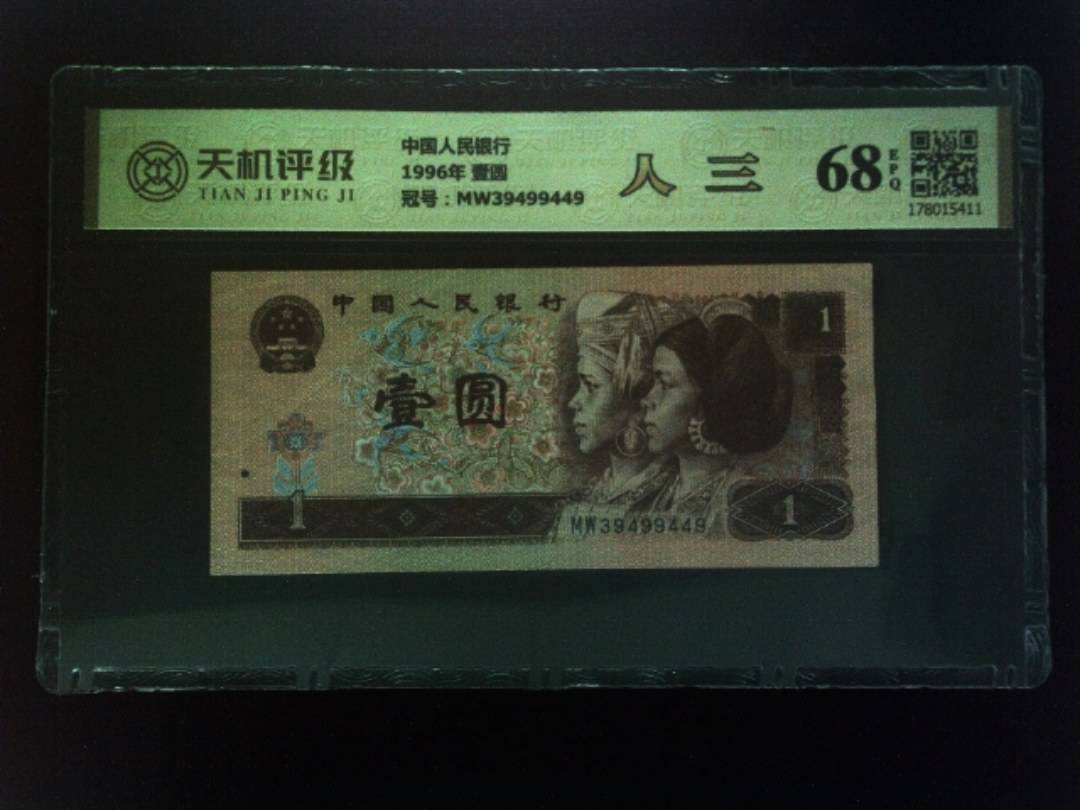 天机评级
TIAN JI PING JI
中国人民银行
1996年 壹圆
冠号：MW39499449
人 三
68
EPQ
178015411
中国人民银行
1
壹圆
1
MW39499449
1